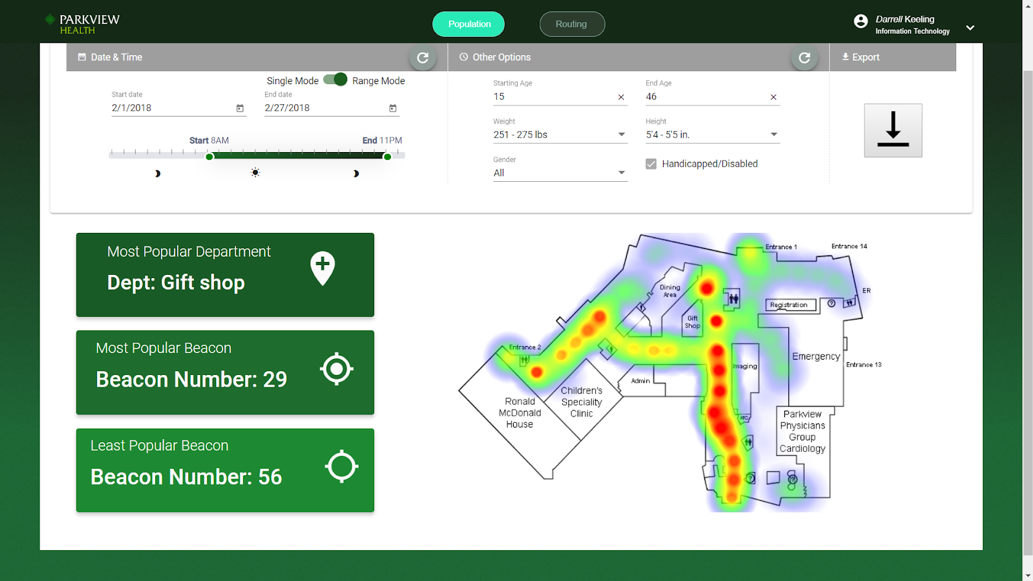 PARKVIEW
HEALTH
Population
Routing
Darrell Keeling
Information Technology
Date & Time
Other Options
Export
Single Mode
Range Mode
Start date
2/1/2018
End date
2/27/2018
Start 8AM
End 11PM
Starting Age
15
End Age
46
Weight
251 - 275 lbs
Height
5'4 - 5'5 in.
Gender
All
Handicapped/Disabled
Most Popular Department
Dept: Gift shop
Most Popular Beacon
Beacon Number: 29
Least Popular Beacon
Beacon Number: 56
Entrance 1
Entrance 14
ER
Dining
Area
Registration
Gift
Shop
Entrance 2
Emergency
Entrance 13
Imaging
Admin
Children's
Speciality
Clinic
Ronald
McDonald
House
Parkview
Physicians
Group
Cardiology